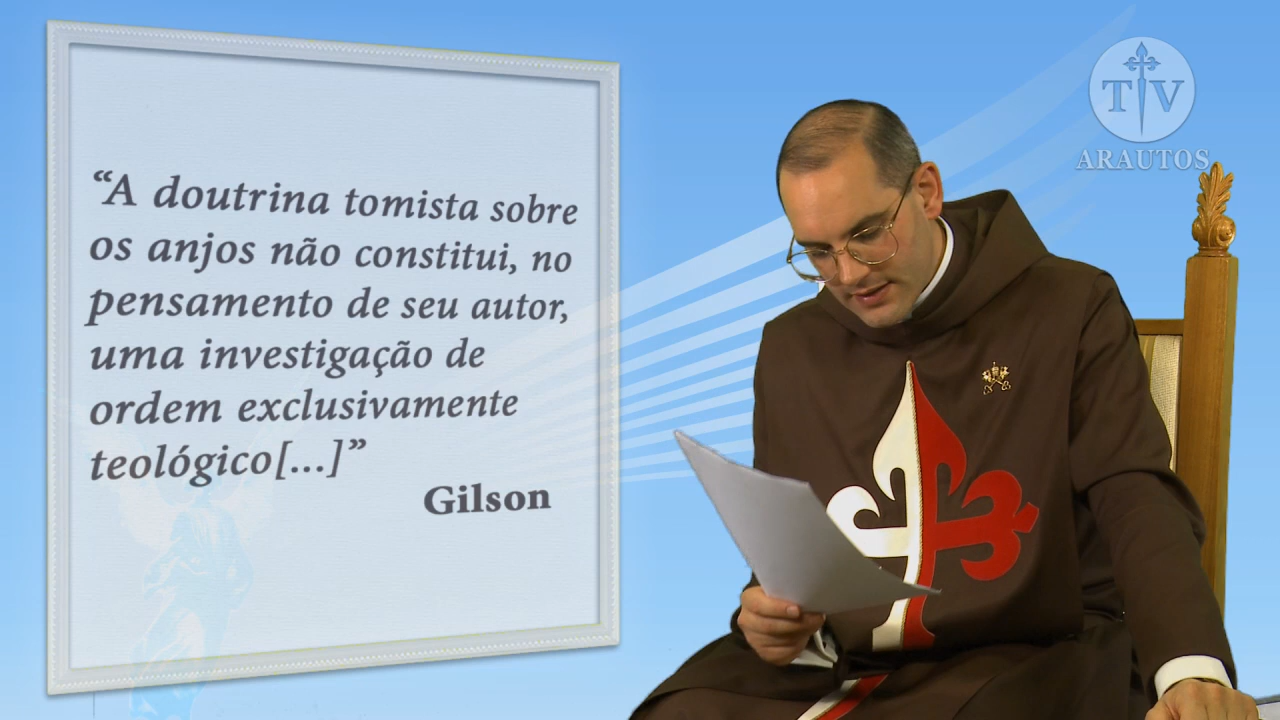 “A doutrina tomista sobre
os anjos não constitui, no
pensamento de seu autor,
uma investigação de
ordem exclusivamente
teológico[...]”
Gilson
TV
ARAUTOS